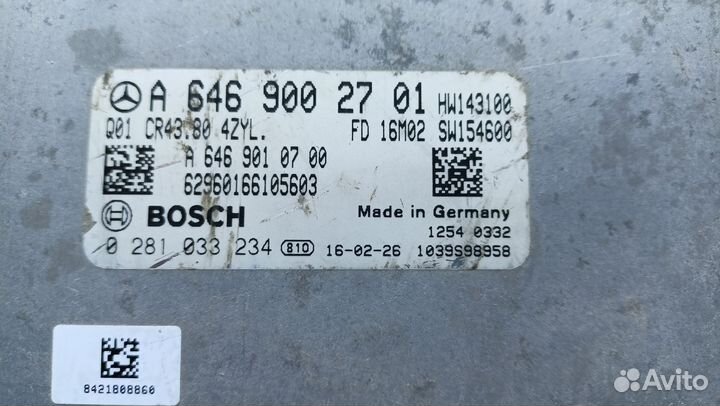 A 646 900 27 01 HW143100
Q01 CR43.80 4ZYL. FD 16M02 SW154600
A 646 901 07 00
62960166105603
BOSCH Made in Germany
1254 0332
0 281 033 234 810 16-02-26 1039S98958
8421808860
Avito